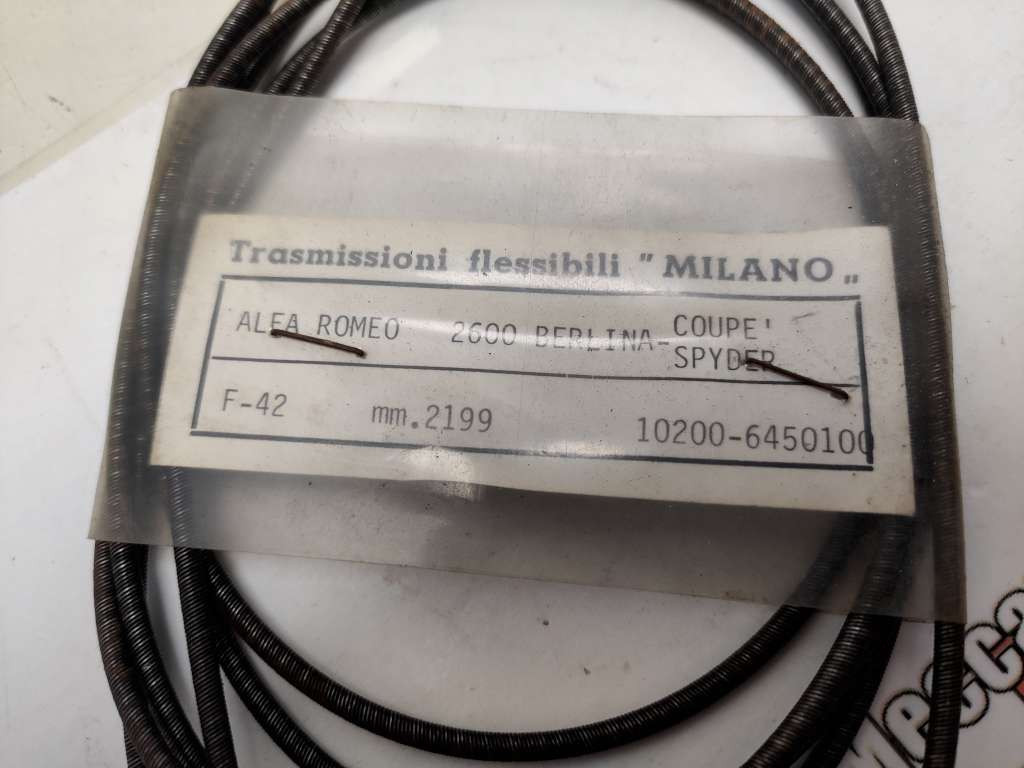 Trasmissioni flessibili "MILANO„
ALFA ROMEO 2600 BERLINA- COUPE'
SPYDER
F-42 mm.2199 10200-6450100